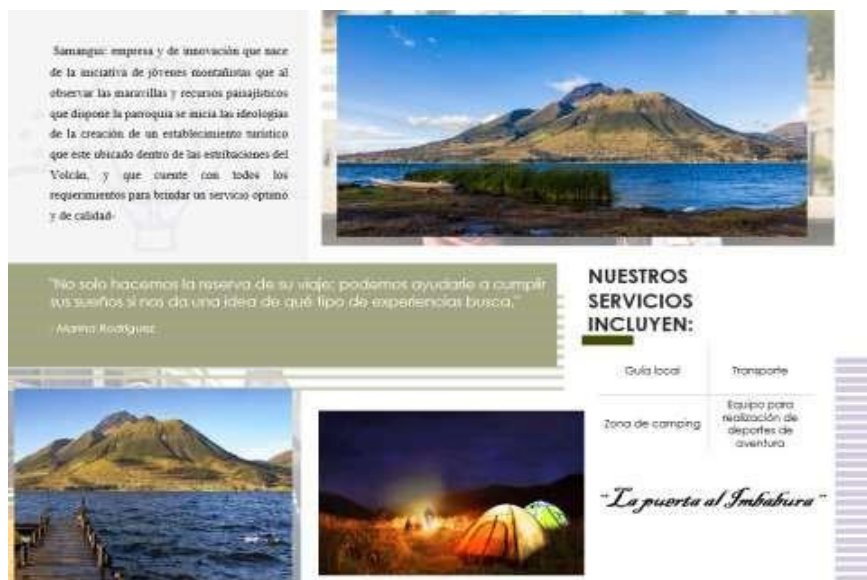 Samangus: empresa y de innovación que nace
de la iniciativa de jóvenes montañistas que al
observar las maravillas y recursos paisajísticos
que dispone la parroquia se inicia las ideologías
de la creación de un establecimiento turístico
que este ubicado dentro de las estribaciones del
Volcán, y que cuente con todos los
requerimientos para brindar un servicio optimo
y de calidad-
"No solo hacemos la reserva de su viaje; podemos ayudarle a cumplir
sus sueños si nos da una idea de qué tipo de experiencias busca."
- Marina Rodríguez
NUESTROS
SERVICIOS
INCLUYEN:
Guía local
Transporte
Zona de camping
Equipo para
realización de
deportes de
aventura
"La puerta al Imbabura"